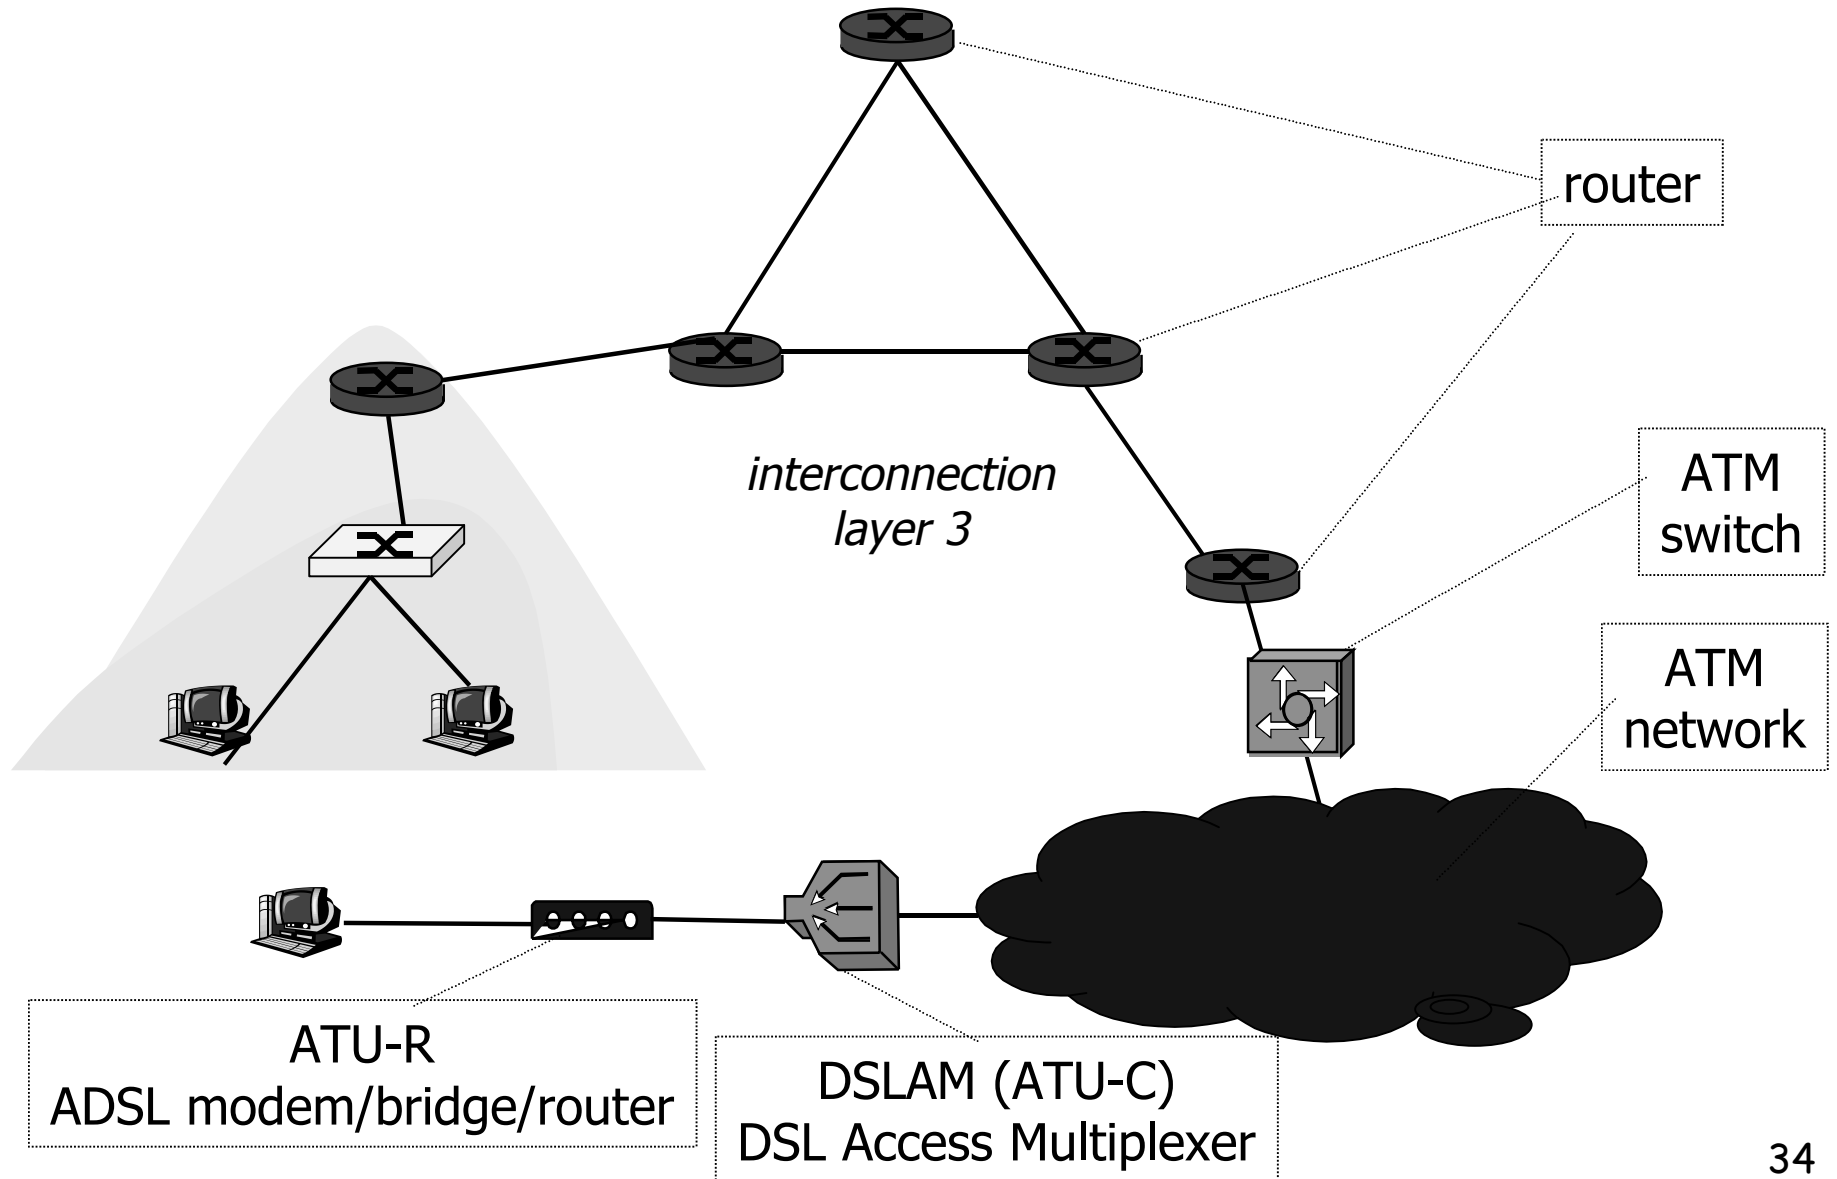 router
interconnection
layer 3
ATM
switch
ATM
network
ATU-R
ADSL modem/bridge/router
DSLAM (ATU-C)
DSL Access Multiplexer
34